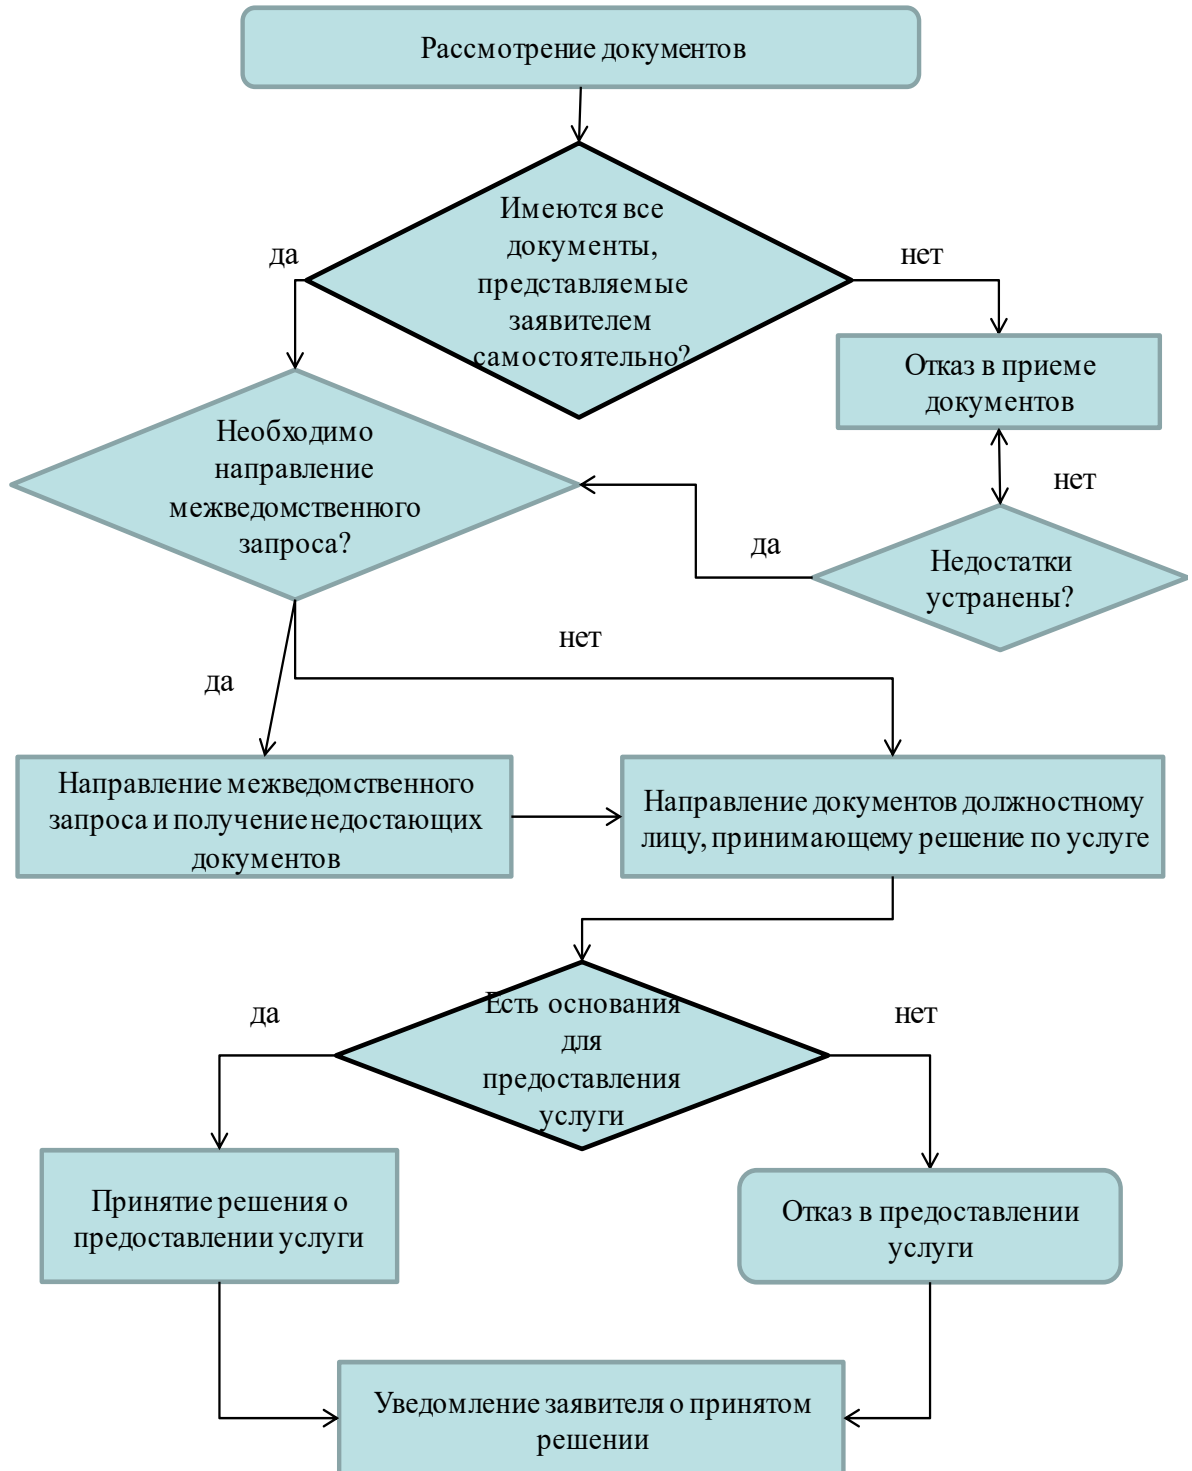 Рассмотрение документов
Имеются все
документы,
представляемые
заявителем
самостоятельно?
да
нет
Отказ в приеме
документов
Необходимо
направление
межведомственного
запроса?
нет
да
Недостатки
устранены?
нет
да
Направление межведомственного
запроса и получение недостающих
документов
Направление документов должностному
лицу, принимающему решение по услуге
Есть основания
для
предоставления
услуги
да
нет
Принятие решения о
предоставлении услуги
Отказ в предоставлении
услуги
Уведомление заявителя о принятом
решении